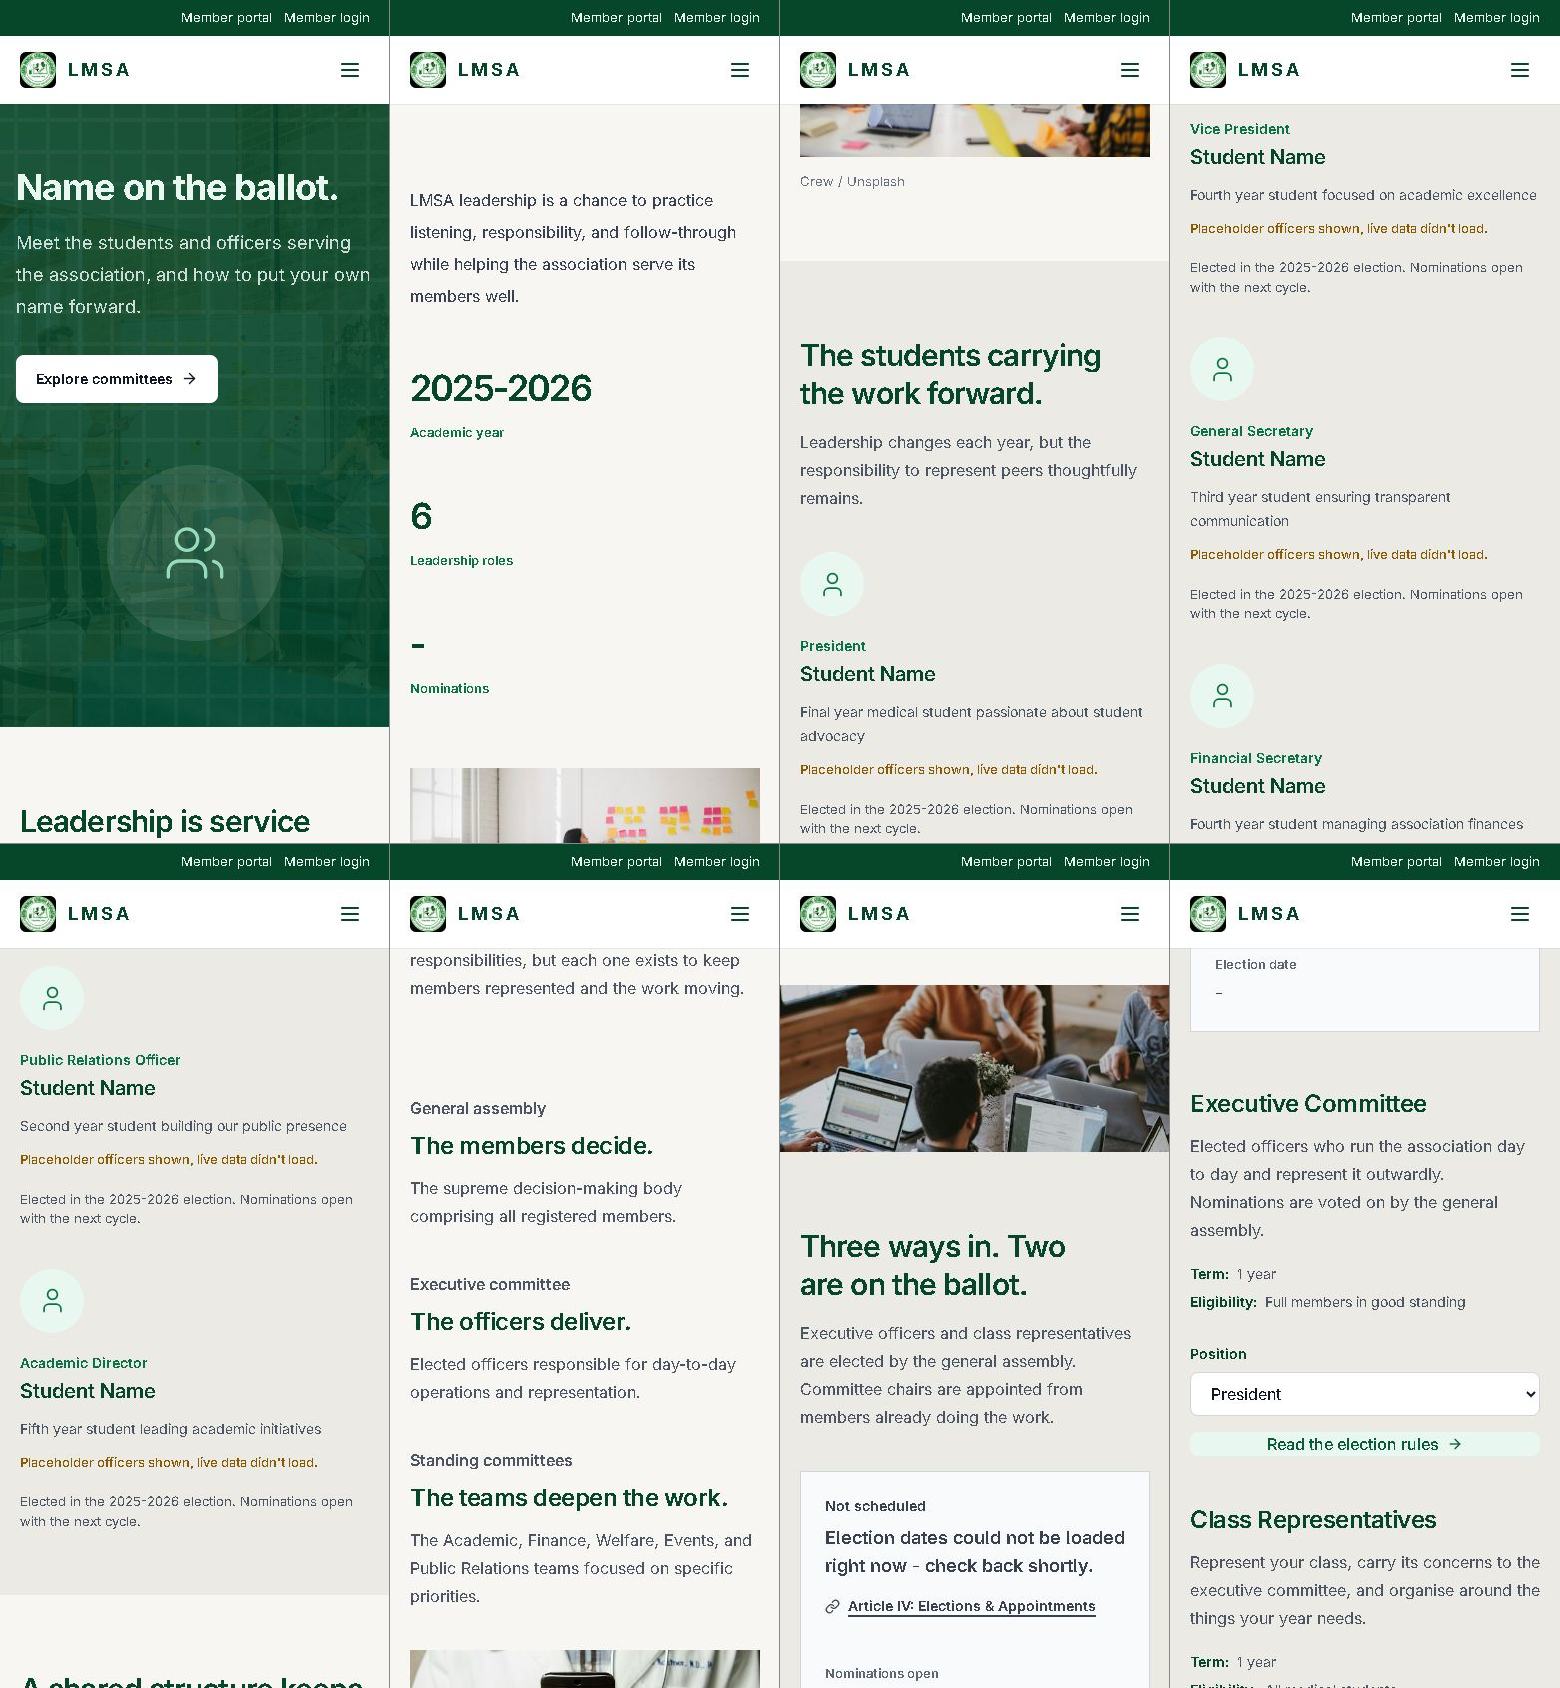 Member portal Member login
LMSA
Name on the ballot.
Meet the students and officers serving
the association, and how to put your own
name forward.
Explore committees
Leadership is service
Member portal Member login
LMSA
LMSA leadership is a chance to practice
listening, responsibility, and follow-through
while helping the association serve its
members well.
2025-2026
Academic year
6
Leadership roles
-
Nominations
Member portal Member login
LMSA
Crew / Unsplash
The students carrying
the work forward.
Leadership changes each year, but the
responsibility to represent peers thoughtfully
remains.
President
Student Name
Final year medical student passionate about student
advocacy
Placeholder officers shown, live data didn't load.
Elected in the 2025-2026 election. Nominations open
with the next cycle.
Member portal Member login
LMSA
Vice President
Student Name
Fourth year student focused on academic excellence
Placeholder officers shown, live data didn't load.
Elected in the 2025-2026 election. Nominations open
with the next cycle.
General Secretary
Student Name
Third year student ensuring transparent
communication
Placeholder officers shown, live data didn't load.
Elected in the 2025-2026 election. Nominations open
with the next cycle.
Financial Secretary
Student Name
Fourth year student managing association finances
Member portal Member login
LMSA
Public Relations Officer
Student Name
Second year student building our public presence
Placeholder officers shown, live data didn't load.
Elected in the 2025-2026 election. Nominations open
with the next cycle.
Academic Director
Student Name
Fifth year student leading academic initiatives
Placeholder officers shown, live data didn't load.
Elected in the 2025-2026 election. Nominations open
with the next cycle.
A shared structure keeps
Member portal Member login
LMSA
responsibilities, but each one exists to keep
members represented and the work moving.
General assembly
The members decide.
The supreme decision-making body
comprising all registered members.
Executive committee
The officers deliver.
Elected officers responsible for day-to-day
operations and representation.
Standing committees
The teams deepen the work.
The Academic, Finance, Welfare, Events, and
Public Relations teams focused on specific
priorities.
Member portal Member login
LMSA
Three ways in. Two
are on the ballot.
Executive officers and class representatives
are elected by the general assembly.
Committee chairs are appointed from
members already doing the work.
Not scheduled
Election dates could not be loaded
right now - check back shortly.
Article IV: Elections & Appointments
Nominations open
Member portal Member login
LMSA
Election date
-
Executive Committee
Elected officers who run the association day
to day and represent it outwardly.
Nominations are voted on by the general
assembly.
Term: 1 year
Eligibility: Full members in good standing
Position
President
Read the election rules
Class Representatives
Represent your class, carry its concerns to the
executive committee, and organise around the
things your year needs.
Term: 1 year
Eligibility: All medical students